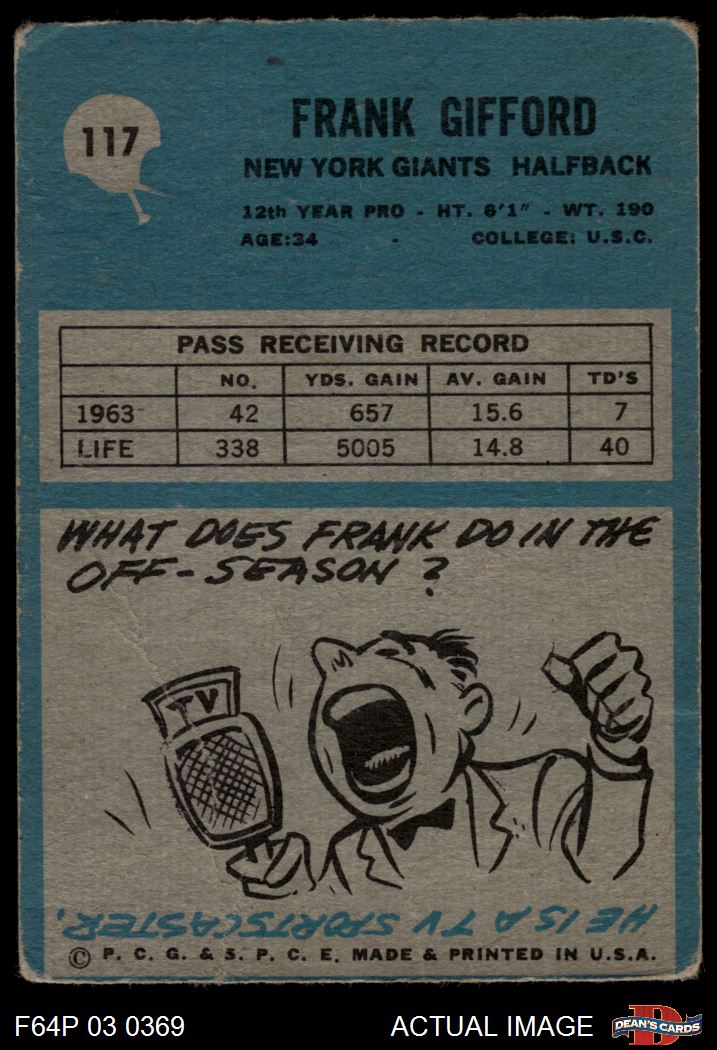 117
FRANK GIFFORD
NEW YORK GIANTS HALFBACK
12th YEAR PRO - HT. 6'1" - WT. 190
AGE:34 - COLLEGE: U.S.C.
PASS RECEIVING RECORD
NO. YDS. GAIN AV. GAIN TD'S
1963 42 657 15.6 7
LIFE 338 5005 14.8 40
WHAT DOES FRANK DO IN THE
OFF-SEASON?
TV
HE IS A TV SPORTSCASTER.
© P. C. G. & S. P. C. E. MADE & PRINTED IN U.S.A.
F64P 03 0369 ACTUAL IMAGE D DEAN'S CARDS